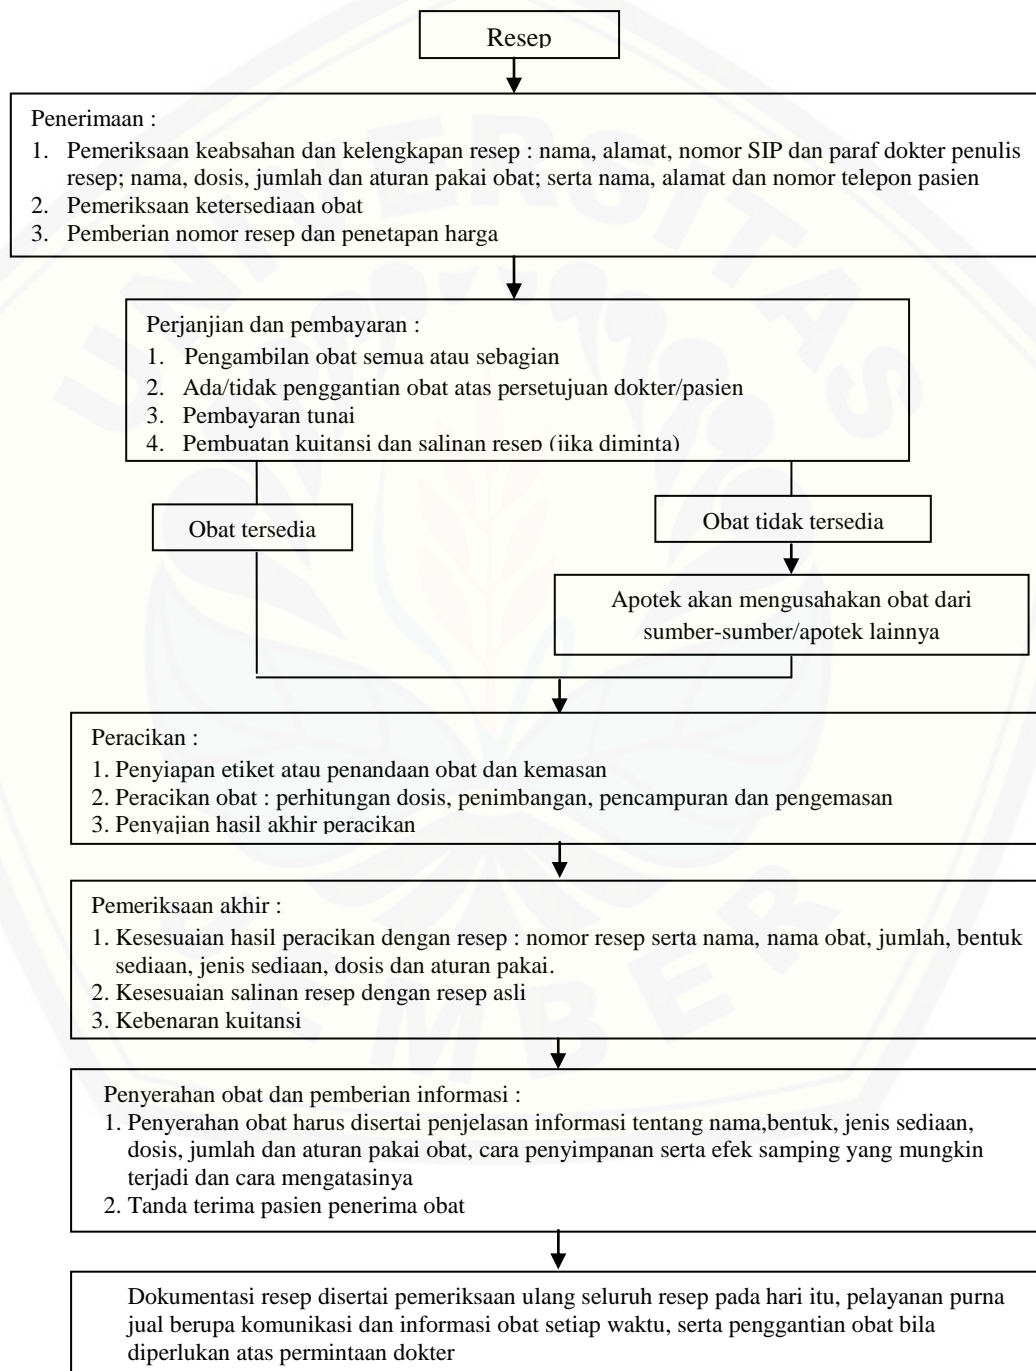 Resep
Penerimaan :
1. Pemeriksaan keabsahan dan kelengkapan resep : nama, alamat, nomor SIP dan paraf dokter penulis
resep; nama, dosis, jumlah dan aturan pakai obat; serta nama, alamat dan nomor telepon pasien
2. Pemeriksaan ketersediaan obat
3. Pemberian nomor resep dan penetapan harga
Perjanjian dan pembayaran :
1. Pengambilan obat semua atau sebagian
2. Ada/tidak penggantian obat atas persetujuan dokter/pasien
3. Pembayaran tunai
4. Pembuatan kuitansi dan salinan resep (jika diminta)
Obat tersedia
Obat tidak tersedia
Apotek akan mengusahakan obat dari
sumber-sumber/apotek lainnya
Peracikan :
1. Penyiapan etiket atau penandaan obat dan kemasan
2. Peracikan obat : perhitungan dosis, penimbangan, pencampuran dan pengemasan
3. Penyajian hasil akhir peracikan
Pemeriksaan akhir :
1. Kesesuaian hasil peracikan dengan resep : nomor resep serta nama, nama obat, jumlah, bentuk
sediaan, jenis sediaan, dosis dan aturan pakai.
2. Kesesuaian salinan resep dengan resep asli
3. Kebenaran kuitansi
Penyerahan obat dan pemberian informasi :
1. Penyerahan obat harus disertai penjelasan informasi tentang nama,bentuk, jenis sediaan,
dosis, jumlah dan aturan pakai obat, cara penyimpanan serta efek samping yang mungkin
terjadi dan cara mengatasinya
2. Tanda terima pasien penerima obat
Dokumentasi resep disertai pemeriksaan ulang seluruh resep pada hari itu, pelayanan purna
jual berupa komunikasi dan informasi obat setiap waktu, serta penggantian obat bila
diperlukan atas permintaan dokter
UNIVERSITAS
JEMBER